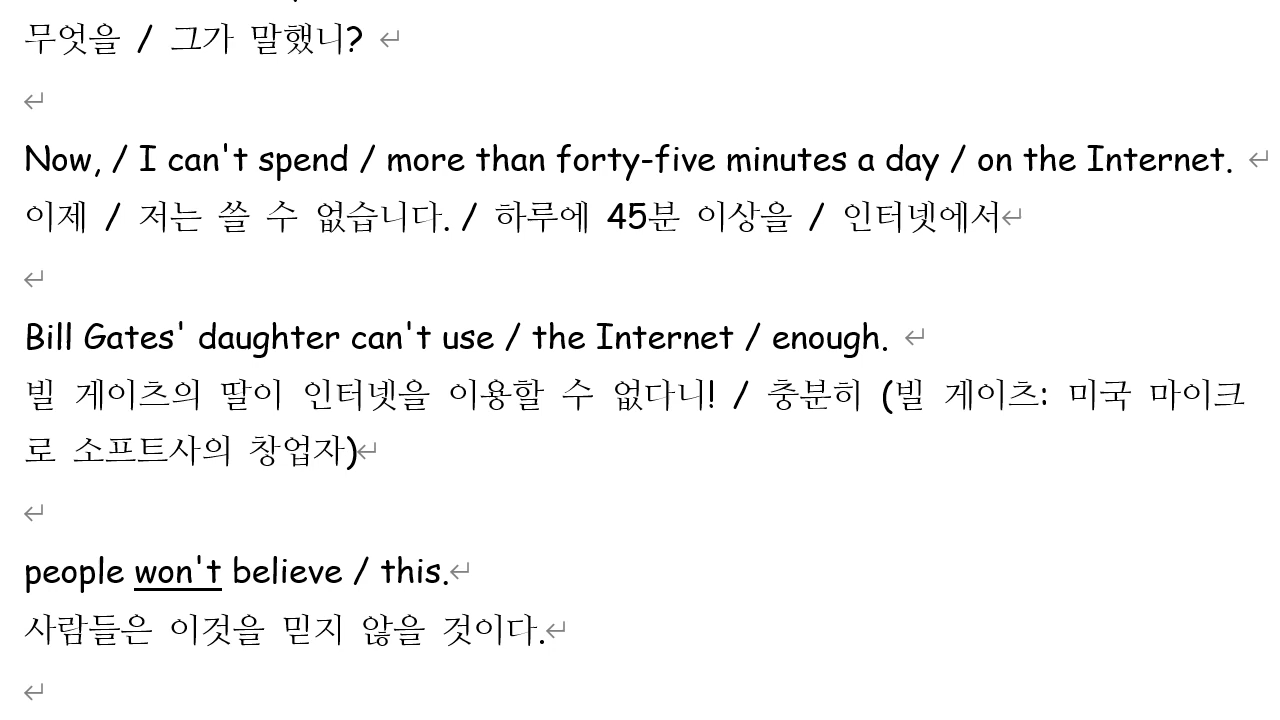 무엇을 / 그가 말했니? ↵
↵
Now, / I can't spend / more than forty-five minutes a day / on the Internet. ↵
이제 / 저는 쓸 수 없습니다. / 하루에 45분 이상을 / 인터넷에서↵
↵
Bill Gates' daughter can't use / the Internet / enough. ↵
빌 게이츠의 딸이 인터넷을 이용할 수 없다니! / 충분히 (빌 게이츠: 미국 마이크
로 소프트사의 창업자)↵
↵
people won't believe / this.↵
사람들은 이것을 믿지 않을 것이다.↵
↵